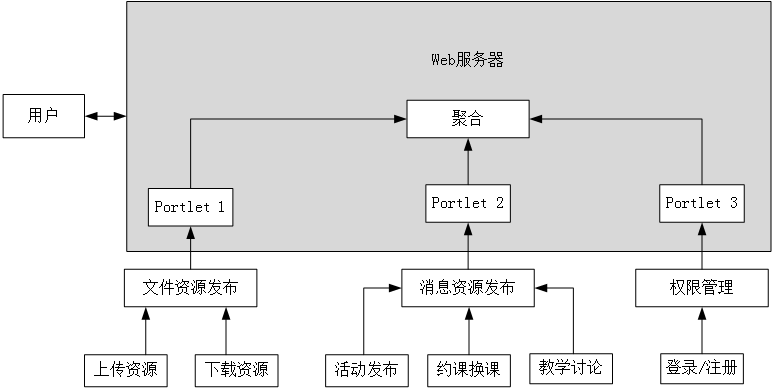 Web服务器
用户
聚合
Portlet 1
Portlet 2
Portlet 3
文件资源发布
消息资源发布
权限管理
上传资源
下载资源
活动发布
约课换课
教学讨论
登录/注册